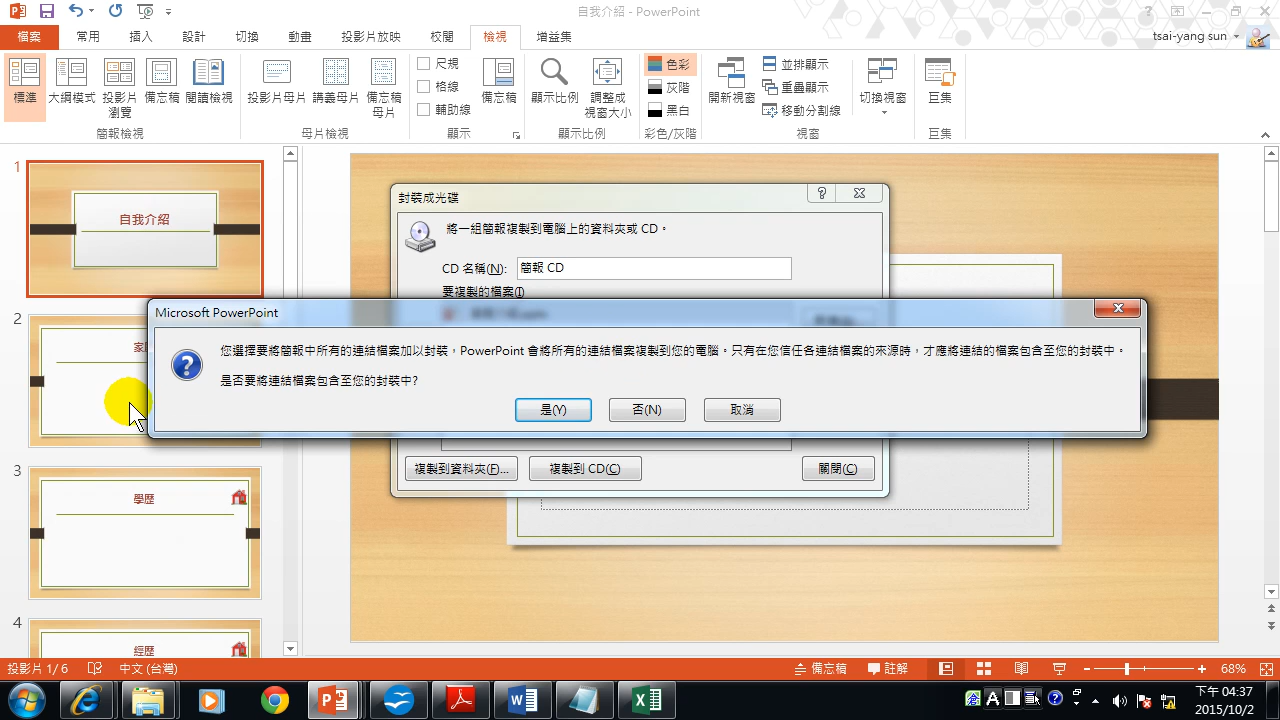 自我介紹 - PowerPoint
檔案
常用
插入
設計
切換
動畫
投影片放映
校閱
檢視
增益集
tsai-yang sun
標準
大綱模式
投影片
瀏覽
備忘稿
閱讀檢視
簡報檢視
投影片母片
講義母片
備忘稿
母片
母片檢視
尺規
格線
輔助線
備忘稿
顯示
顯示比例
調整成
視窗大小
顯示比例
色彩
灰階
黑白
彩色/灰階
開新視窗
並排顯示
重疊顯示
移動分割線
切換視窗
視窗
巨集
巨集
1
自我介紹
2
3
學歷
4
經歷
封裝成光碟
將一組簡報複製到電腦上的資料夾或 CD。
CD 名稱(N):
簡報 CD
要複製的檔案(I)
Microsoft PowerPoint
您選擇要將簡報中所有的連結檔案加以封裝，PowerPoint 會將所有的連結檔案複製到您的電腦。只有在您信任各連結檔案的來源時，才應將連結的檔案包含至您的封裝中。
是否要將連結檔案包含至您的封裝中?
是(Y)
否(N)
取消
複製到資料夾(F)...
複製到 CD(C)
關閉(C)
投影片 1/6
中文 (台灣)
備忘稿
註解
68%
下午 04:37
2015/10/2